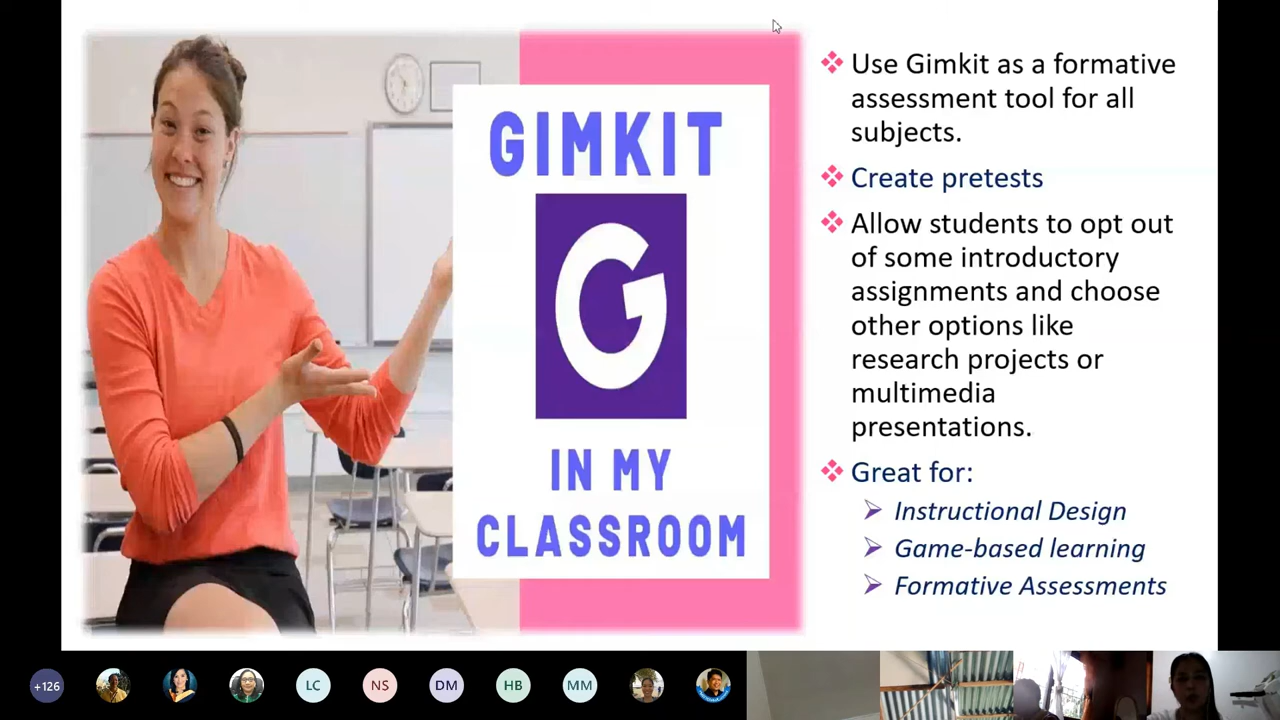 GIMKIT
G
IN MY
CLASSROOM
Use Gimkit as a formative
assessment tool for all
subjects.
Create pretests
Allow students to opt out
of some introductory
assignments and choose
other options like
research projects or
multimedia
presentations.
Great for:
Instructional Design
Game-based learning
Formative Assessments
+126
LC
NS
DM
HB
MM